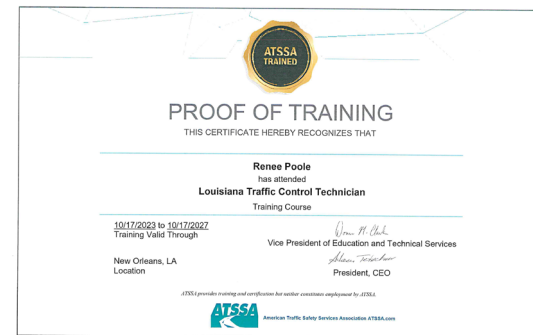 ATSSA
TRAINED
PROOF OF TRAINING
THIS CERTIFICATE HEREBY RECOGNIZES THAT
Renee Poole
has attended
Louisiana Traffic Control Technician
Training Course
10/17/2023 to 10/17/2027
Training Valid Through
Vice President of Education and Technical Services
New Orleans, LA
Location
President, CEO
ATSSA provides training and certification but neither constitutes employment by ATSSA.
ATSSA
American Traffic Safety Services Association ATSSA.com